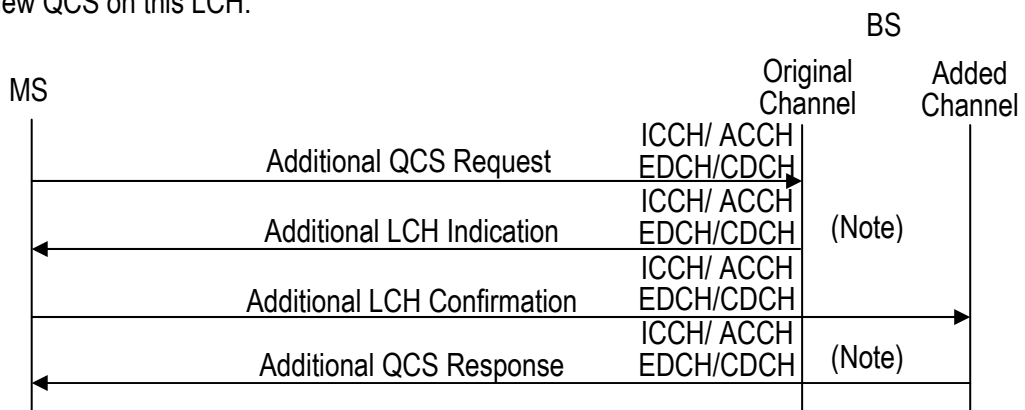 ew QCS on this LCH.
BS
MS
Original
Channel
Added
Channel
ICCH/ ACCH
Additional QCS Request
EDCH/CDCH
ICCH/ ACCH
Additional LCH Indication
EDCH/CDCH
(Note)
ICCH/ ACCH
Additional LCH Confirmation
EDCH/CDCH
ICCH/ ACCH
Additional QCS Response
EDCH/CDCH
(Note)